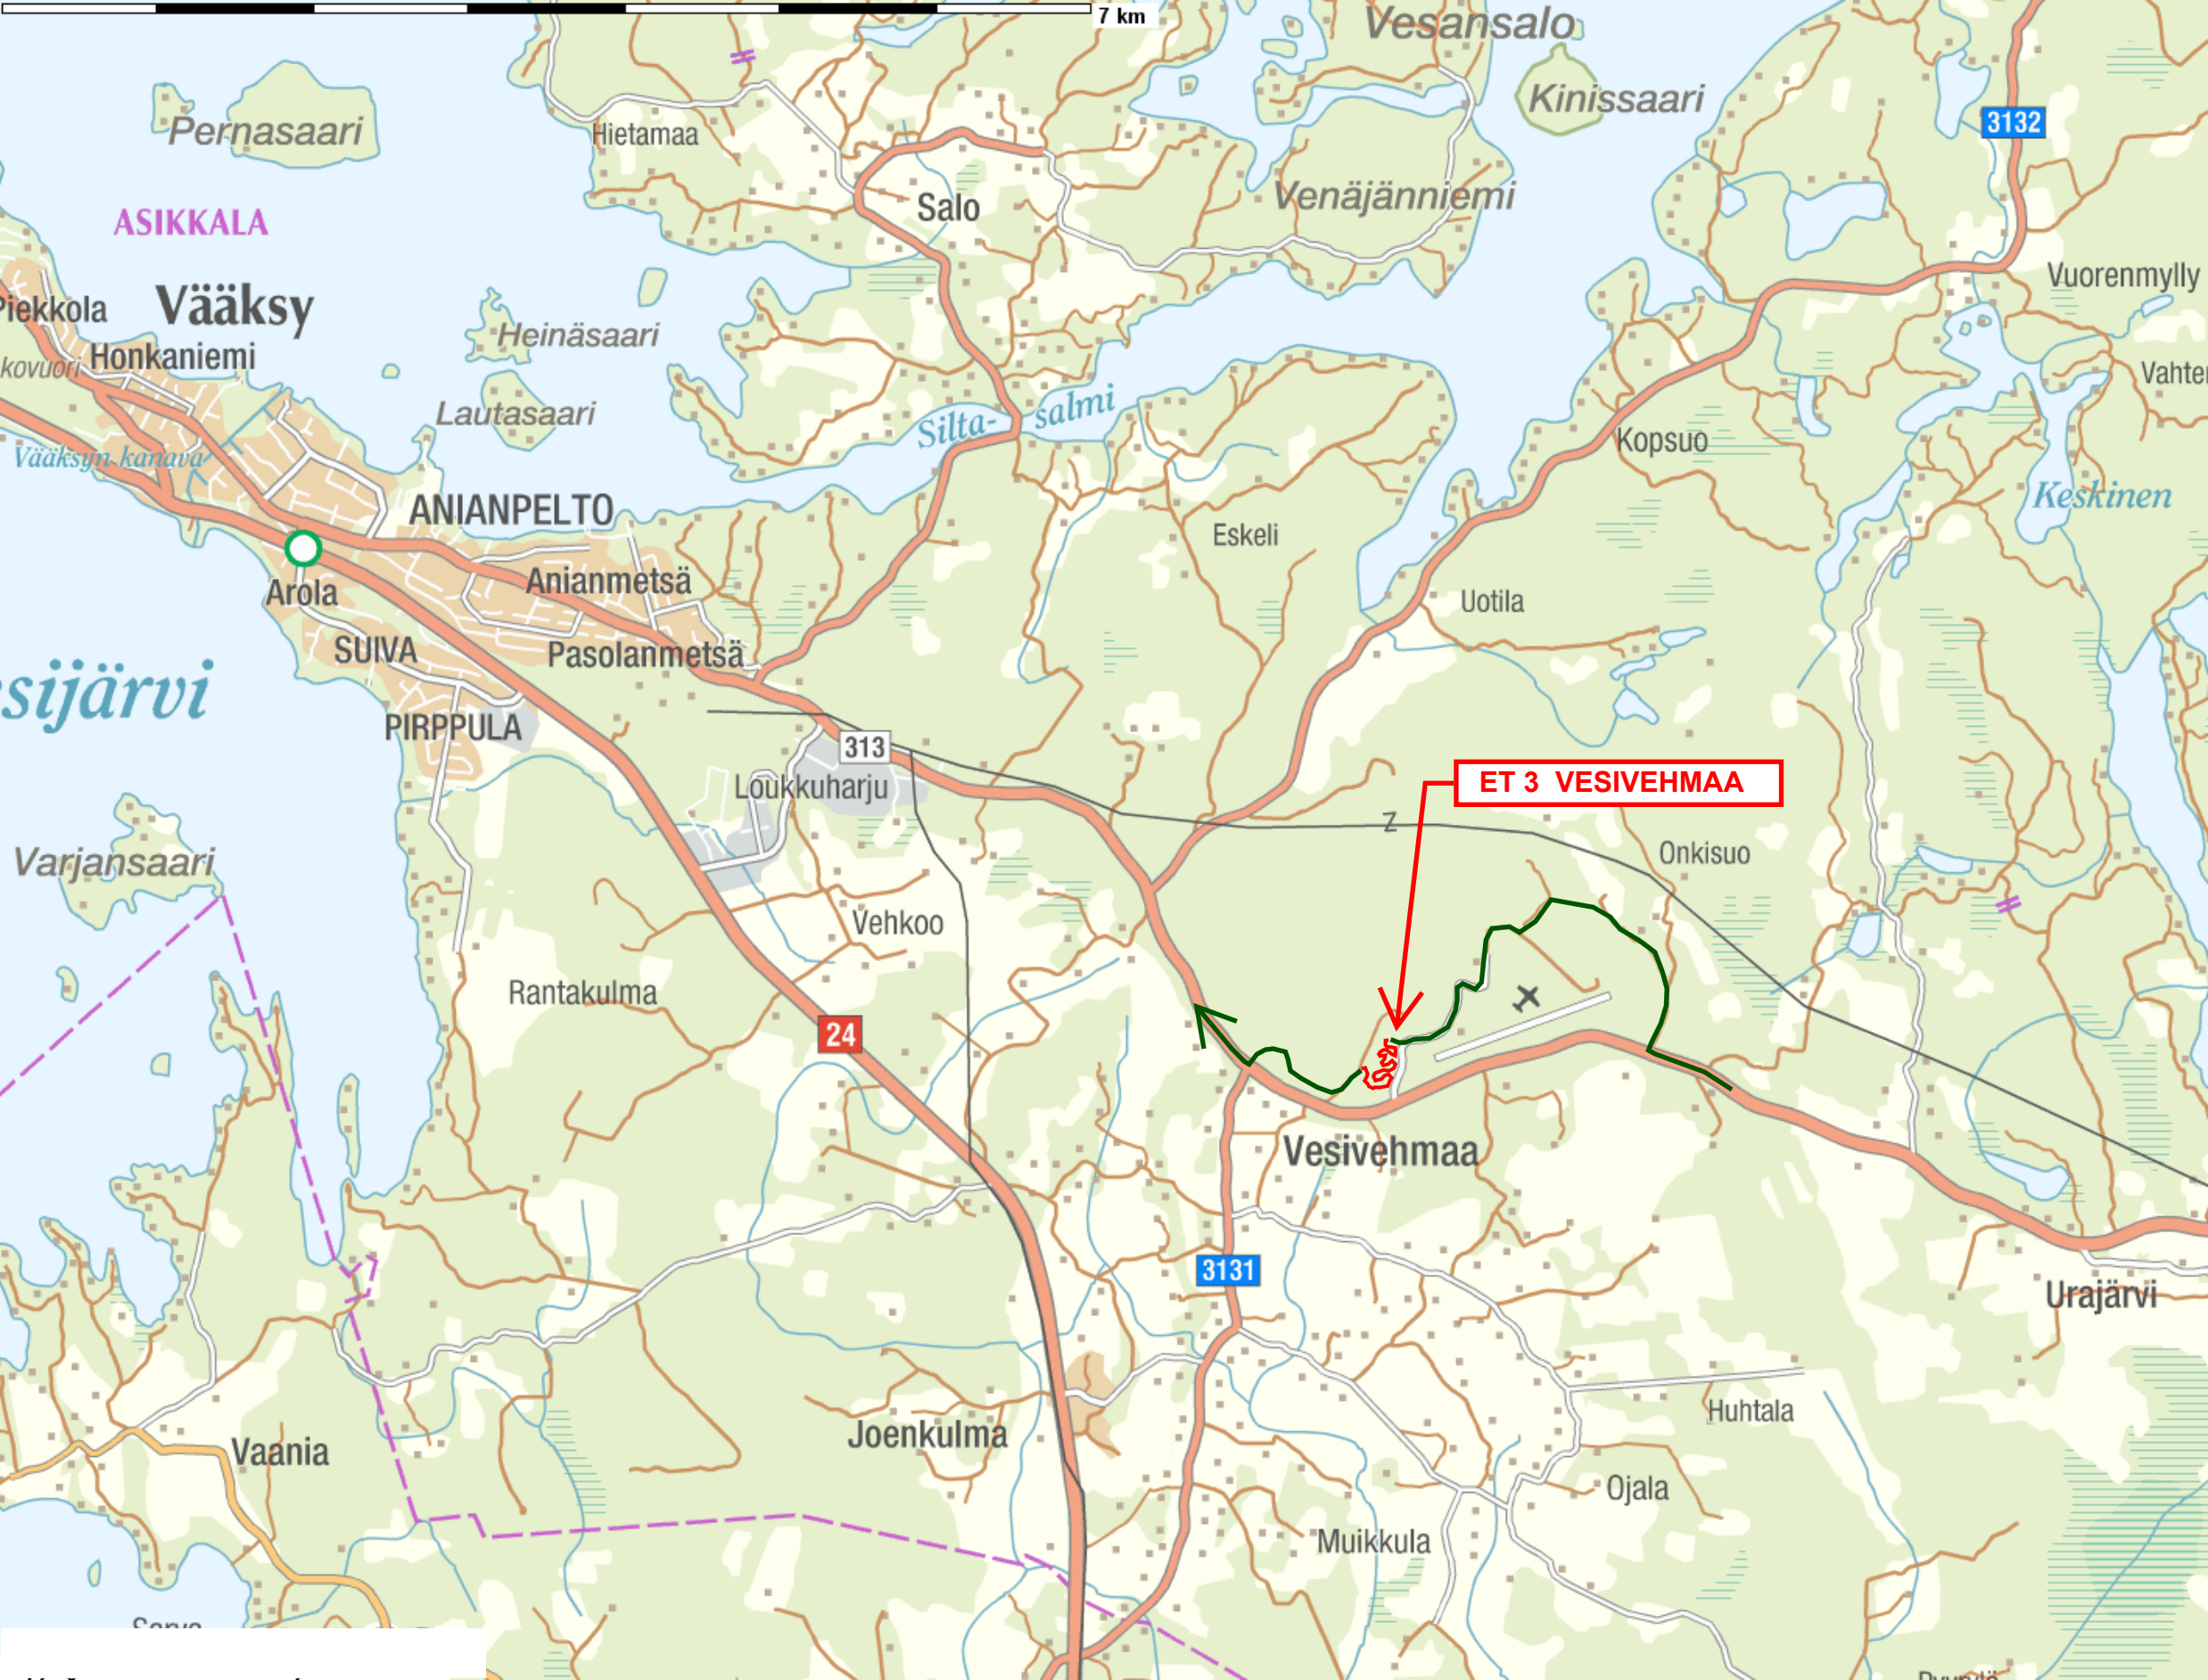 7 km
Vesansalo
Kinissaari
3132
Pernasaari
Hietamaa
Venäjänniemi
Salo
ASIKKALA
Vuorenmylly
Piekkola
Vääksy
Heinäsaari
kovuori
Honkaniemi
Lautasaari
Silta-
salmi
Kopsuo
Vääksyn kanava
Keskinen
ANIANPELTO
Eskeli
Arola
Anianmetsä
Uotila
SUIVA
Pasolanmetsä
sijärvi
PIRPPULA
313
Loukkuharju
ET 3 VESIVEHMAA
Z
Onkisuo
Varjansaari
Vehkoo
Rantakulma
24
Vesivehmaa
3131
Urajärvi
Huhtala
Vaania
Joenkulma
Ojala
Muikkula